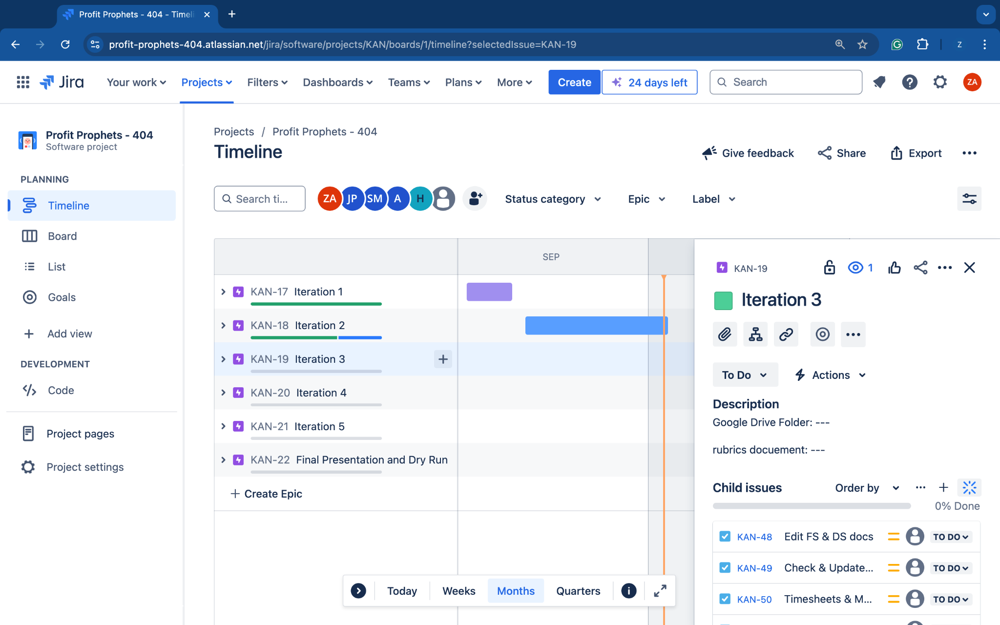 Profit Prophets - 404 - Timeli
profit-prophets-404.atlassian.net/jira/software/projects/KAN/boards/1/timeline?selectedIssue=KAN-19
Z
Jira
Your work
Projects
Filters
Dashboards
Teams
Plans
More
Create
24 days left
Search
ZA
Profit Prophets - 404
Software project
PLANNING
Timeline
Board
List
Goals
Add view
DEVELOPMENT
Code
Project pages
Project settings
Projects / Profit Prophets - 404
Timeline
Give feedback
Share
Export
Search ti...
ZA JP SM A H
Status category
Epic
Label
SEP
KAN-17 Iteration 1
KAN-18 Iteration 2
KAN-19 Iteration 3
KAN-20 Iteration 4
KAN-21 Iteration 5
KAN-22 Final Presentation and Dry Run
+ Create Epic
Today
Weeks
Months
Quarters
KAN-19
1
Iteration 3
To Do
Actions
Description
Google Drive Folder: ---
rubrics docuement: ---
Child issues
Order by
0% Done
KAN-48 Edit FS & DS docs TO DO
KAN-49 Check & Update... TO DO
KAN-50 Timesheets & M... TO DO